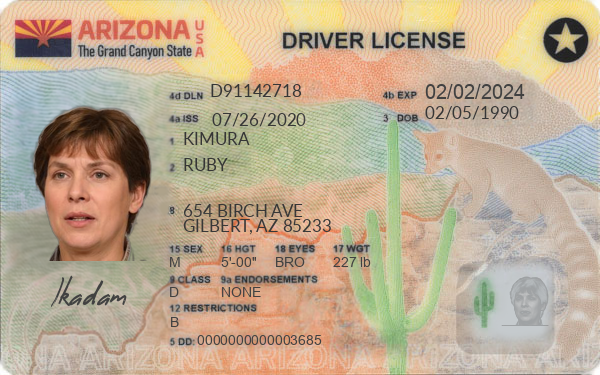 ARIZONA USA
The Grand Canyon State
DRIVER LICENSE
4d DLN D91142718
4b EXP 02/02/2024
4a ISS 07/26/2020
3 DOB 02/05/1990
1 KIMURA
2 RUBY
8 654 BIRCH AVE
GILBERT, AZ 85233
15 SEX 16 HGT 18 EYES 17 WGT
M 5'-00" BRO 227 lb
9 CLASS 9a ENDORSEMENTS
D NONE
12 RESTRICTIONS
B
5 DD: 0000000000003685
Ikadam
ARIZONA ARIZONA ARIZONA ARIZONA